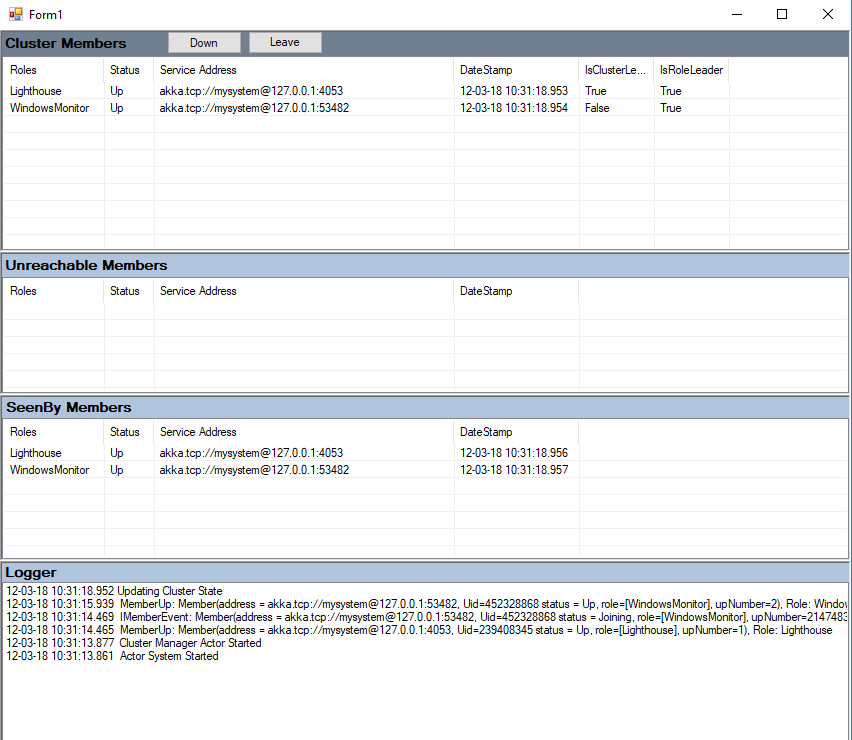 Form1
Cluster Members Down Leave
Roles Status Service Address DateStamp IsClusterLe... IsRoleLeader
Lighthouse Up akka.tcp://mysystem@127.0.0.1:4053 12-03-18 10:31:18.953 True True
WindowsMonitor Up akka.tcp://mysystem@127.0.0.1:53482 12-03-18 10:31:18.954 False True
Unreachable Members
Roles Status Service Address DateStamp
SeenBy Members
Roles Status Service Address DateStamp
Lighthouse Up akka.tcp://mysystem@127.0.0.1:4053 12-03-18 10:31:18.956
WindowsMonitor Up akka.tcp://mysystem@127.0.0.1:53482 12-03-18 10:31:18.957
Logger
12-03-18 10:31:18.952 Updating Cluster State
12-03-18 10:31:15.939 MemberUp: Member(address = akka.tcp://mysystem@127.0.0.1:53482, Uid=452328868 status = Up, role=[WindowsMonitor], upNumber=2), Role: Window
12-03-18 10:31:14.469 IMemberEvent: Member(address = akka.tcp://mysystem@127.0.0.1:53482, Uid=452328868 status = Joining, role=[WindowsMonitor], upNumber=2147483
12-03-18 10:31:14.465 MemberUp: Member(address = akka.tcp://mysystem@127.0.0.1:4053, Uid=239408345 status = Up, role=[Lighthouse], upNumber=1), Role: Lighthouse
12-03-18 10:31:13.877 Cluster Manager Actor Started
12-03-18 10:31:13.861 Actor System Started